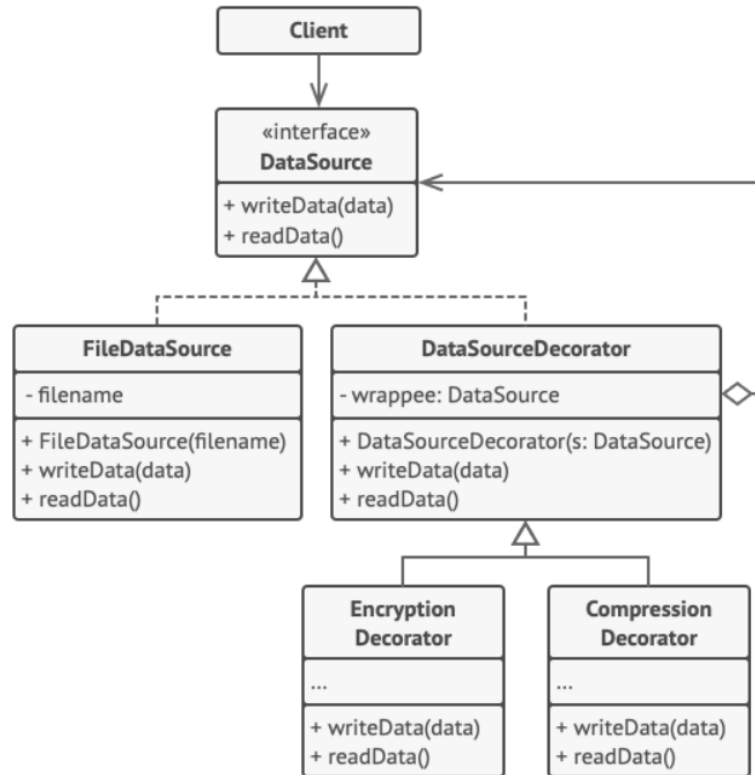 Client
«interface»
DataSource
+ writeData(data)
+ readData()
FileDataSource
- filename
+ FileDataSource(filename)
+ writeData(data)
+ readData()
DataSourceDecorator
- wrappee: DataSource
+ DataSourceDecorator(s: DataSource)
+ writeData(data)
+ readData()
Encryption
Decorator
...
+ writeData(data)
+ readData()
Compression
Decorator
...
+ writeData(data)
+ readData()